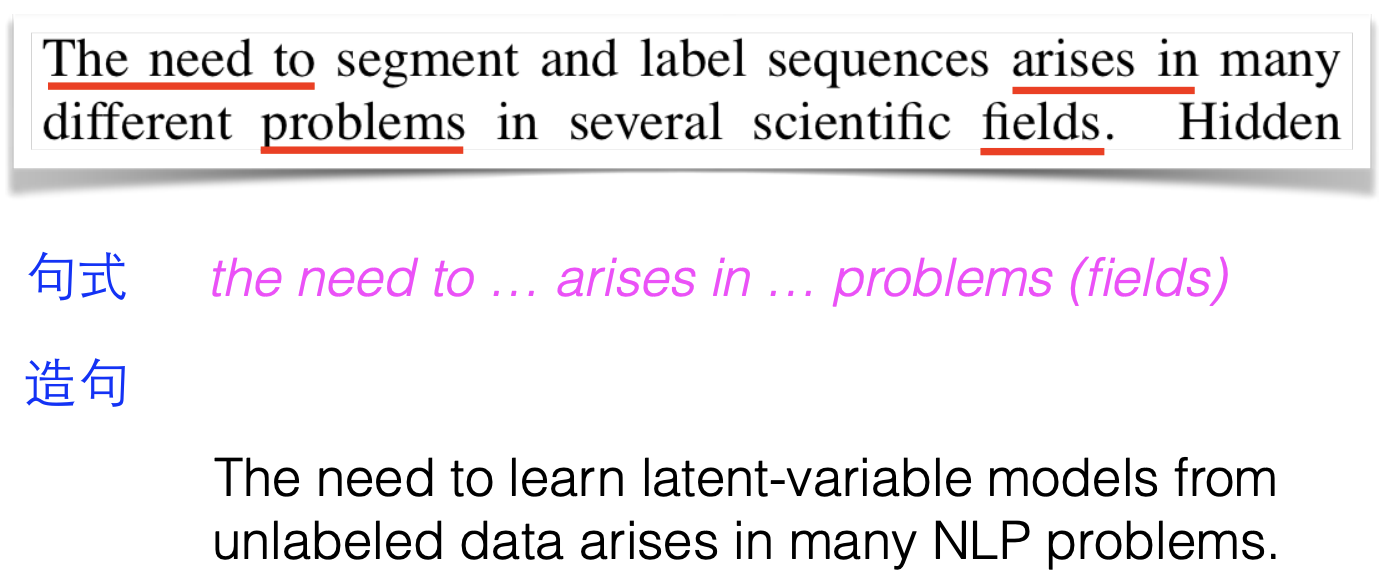 The need to segment and label sequences arises in many
different problems in several scientific fields. Hidden
句式 the need to … arises in … problems (fields)
造句
The need to learn latent-variable models from
unlabeled data arises in many NLP problems.